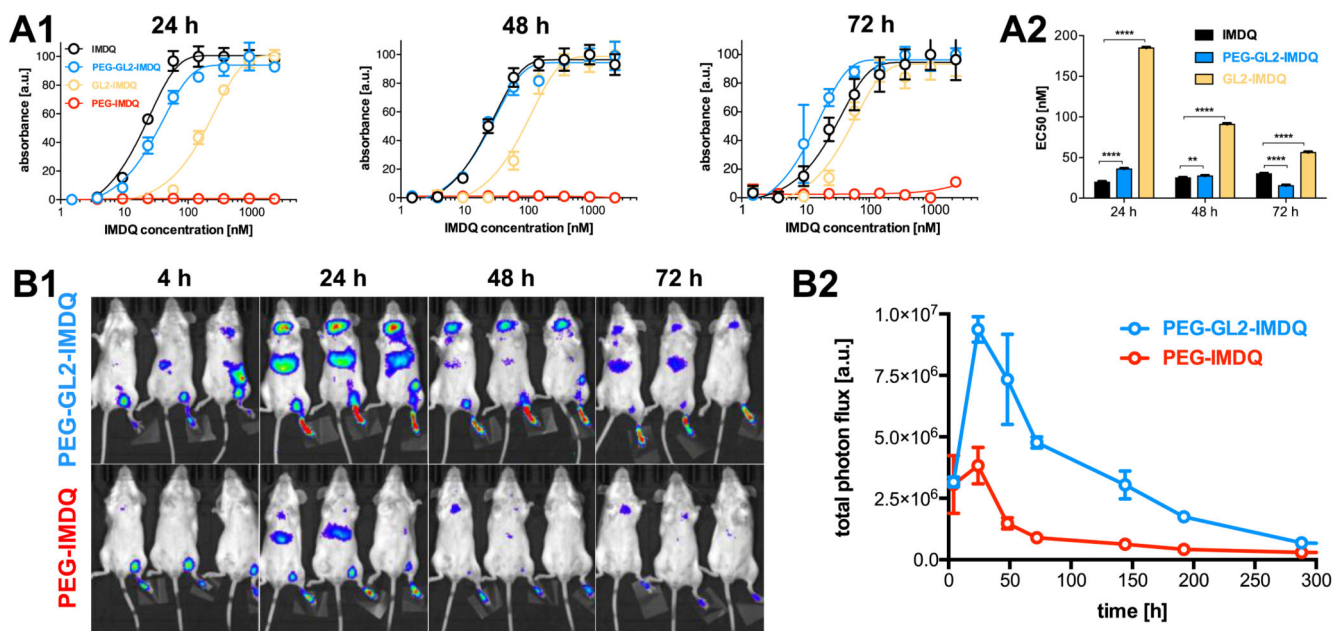 A1
24 h
48 h
72 h
A2
absorbance [a.u.]
100
80
60
40
20
0
IMDQ
PEG-GL2-IMDQ
GL2-IMDQ
PEG-IMDQ
1
10
100
1000
IMDQ concentration [nM]
absorbance [a.u.]
100
80
60
40
20
0
1
10
100
1000
IMDQ concentration [nM]
absorbance [a.u.]
100
80
60
40
20
0
1
10
100
1000
IMDQ concentration [nM]
EC50 [nM]
200
150
100
50
0
****
****
****
**
****
****
IMDQ
PEG-GL2-IMDQ
GL2-IMDQ
24 h
48 h
72 h
B1
4 h
24 h
48 h
72 h
PEG-GL2-IMDQ
PEG-IMDQ
B2
total photon flux [a.u.]
1.0×10⁷
7.5×10⁶
5.0×10⁶
2.5×10⁶
0.0
PEG-GL2-IMDQ
PEG-IMDQ
0
50
100
150
200
250
300
time [h]